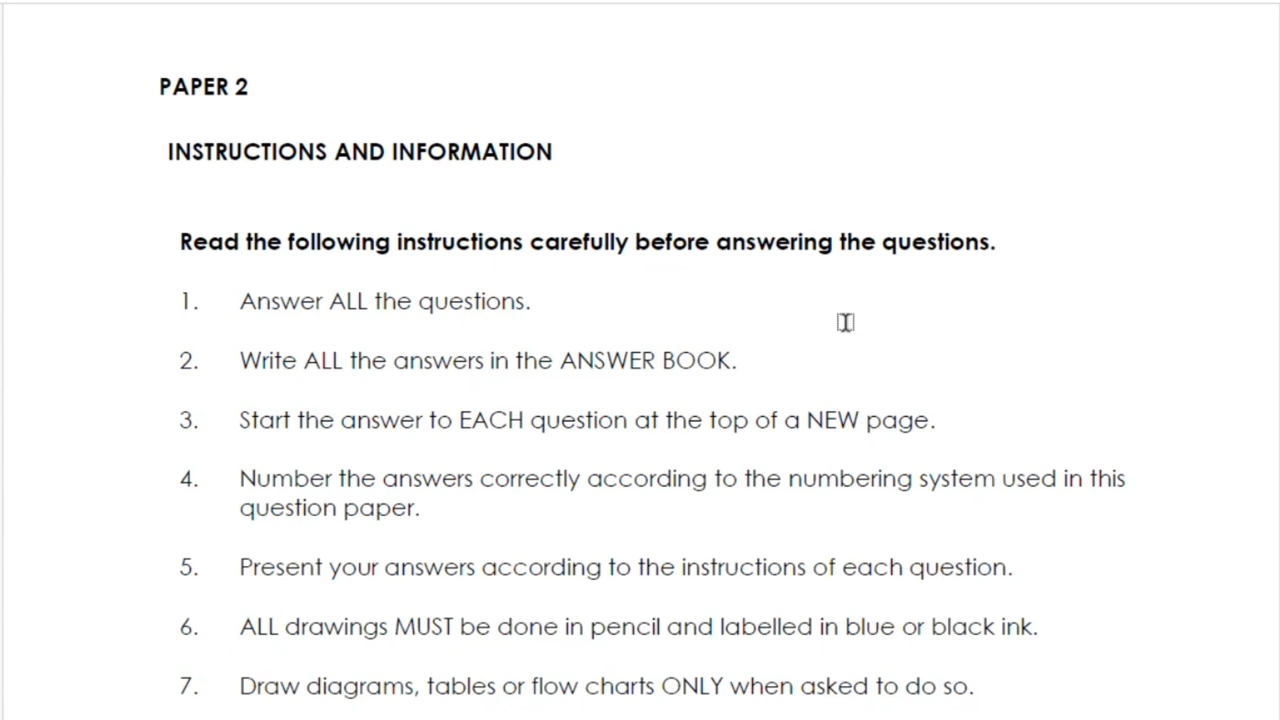 PAPER 2
INSTRUCTIONS AND INFORMATION
Read the following instructions carefully before answering the questions.
1. Answer ALL the questions.
2. Write ALL the answers in the ANSWER BOOK.
3. Start the answer to EACH question at the top of a NEW page.
4. Number the answers correctly according to the numbering system used in this
question paper.
5. Present your answers according to the instructions of each question.
6. ALL drawings MUST be done in pencil and labelled in blue or black ink.
7. Draw diagrams, tables or flow charts ONLY when asked to do so.